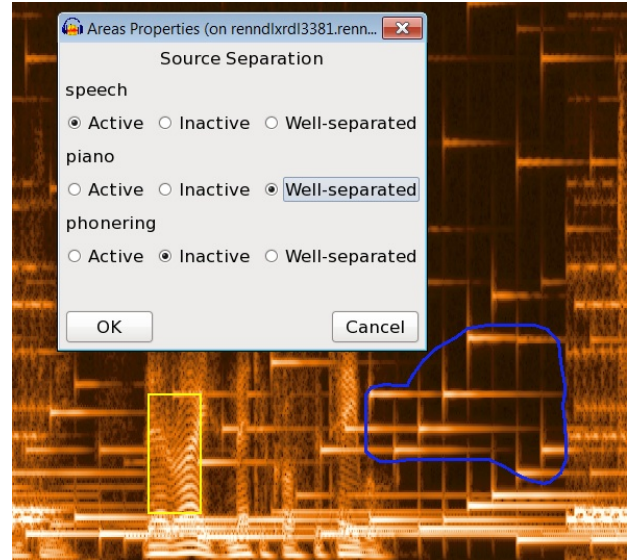 Areas Properties (on renndlxrdl3381.renn...
Source Separation
speech
Active Inactive Well-separated
piano
Active Inactive Well-separated
phonering
Active Inactive Well-separated
OK Cancel